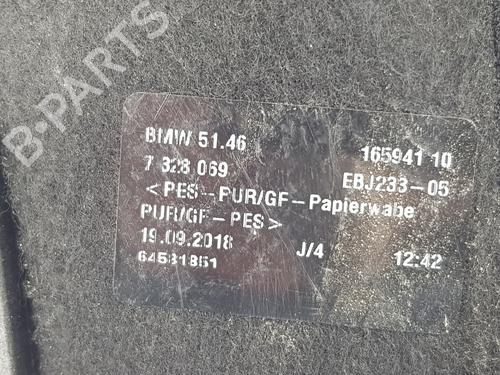 B-PARTS
BMW 51.46 165941 10
7 328 069 EBJ233-05
<PES-PUR/GF-Papierwabe
PUR/GF-PES>
19.09.2018 J/4 12:42
64581851